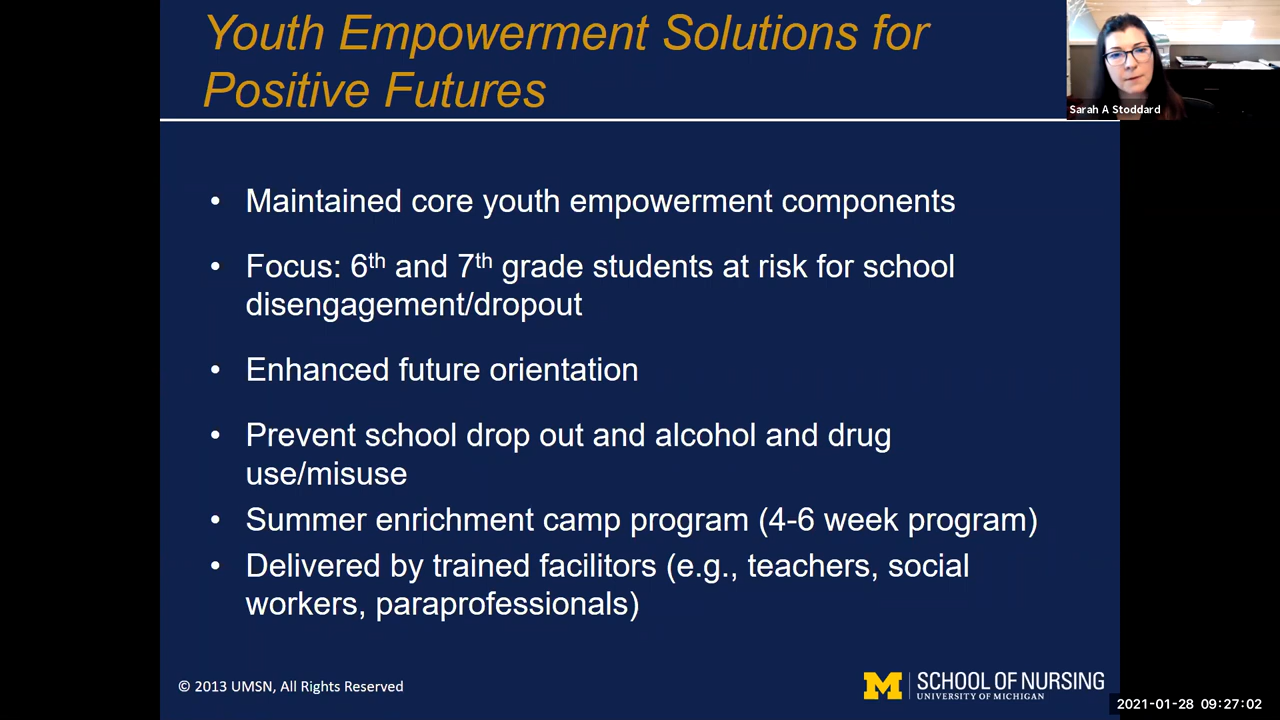 Youth Empowerment Solutions for
Positive Futures
Sarah A Stoddard
• Maintained core youth empowerment components
• Focus: 6th and 7th grade students at risk for school
disengagement/dropout
• Enhanced future orientation
• Prevent school drop out and alcohol and drug
use/misuse
• Summer enrichment camp program (4-6 week program)
• Delivered by trained facilitors (e.g., teachers, social
workers, paraprofessionals)
© 2013 UMSN, All Rights Reserved
M SCHOOL OF NURSING
UNIVERSITY OF MICHIGAN
2021-01-28 09:27:02